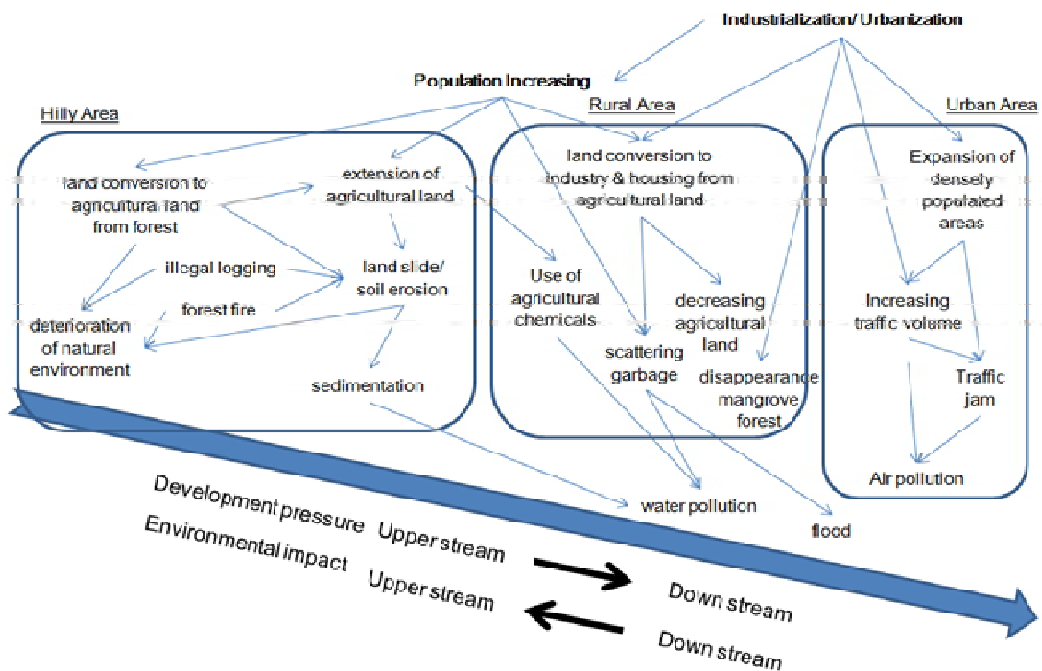 Industrialization/ Urbanization
Population Increasing
Hilly Area
Rural Area
Urban Area
land conversion to
agricultural land
from forest
extension of
agricultural land
illegal logging
land slide/
soil erosion
forest fire
deterioration
of natural
environment
sedimentation
land conversion to
industry & housing from
agricultural land
Use of
agricultural
chemicals
decreasing
agricultural
land
scattering
garbage
disappearance
mangrove
forest
Expansion of
densely
populated
areas
Increasing
traffic volume
Traffic
jam
Air pollution
water pollution
flood
Development pressure Upper stream
Down stream
Environmental impact Upper stream
Down stream